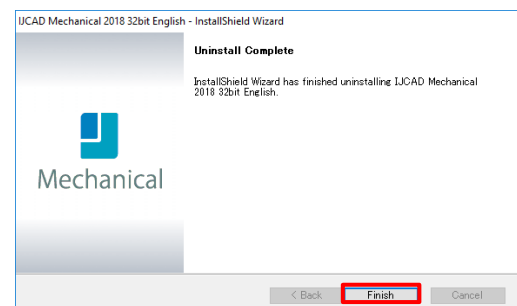 IJCAD Mechanical 2018 32bit English - InstallShield Wizard
Uninstall Complete
InstallShield Wizard has finished uninstalling IJCAD Mechanical
2018 32bit English.
Mechanical
< Back Finish Cancel